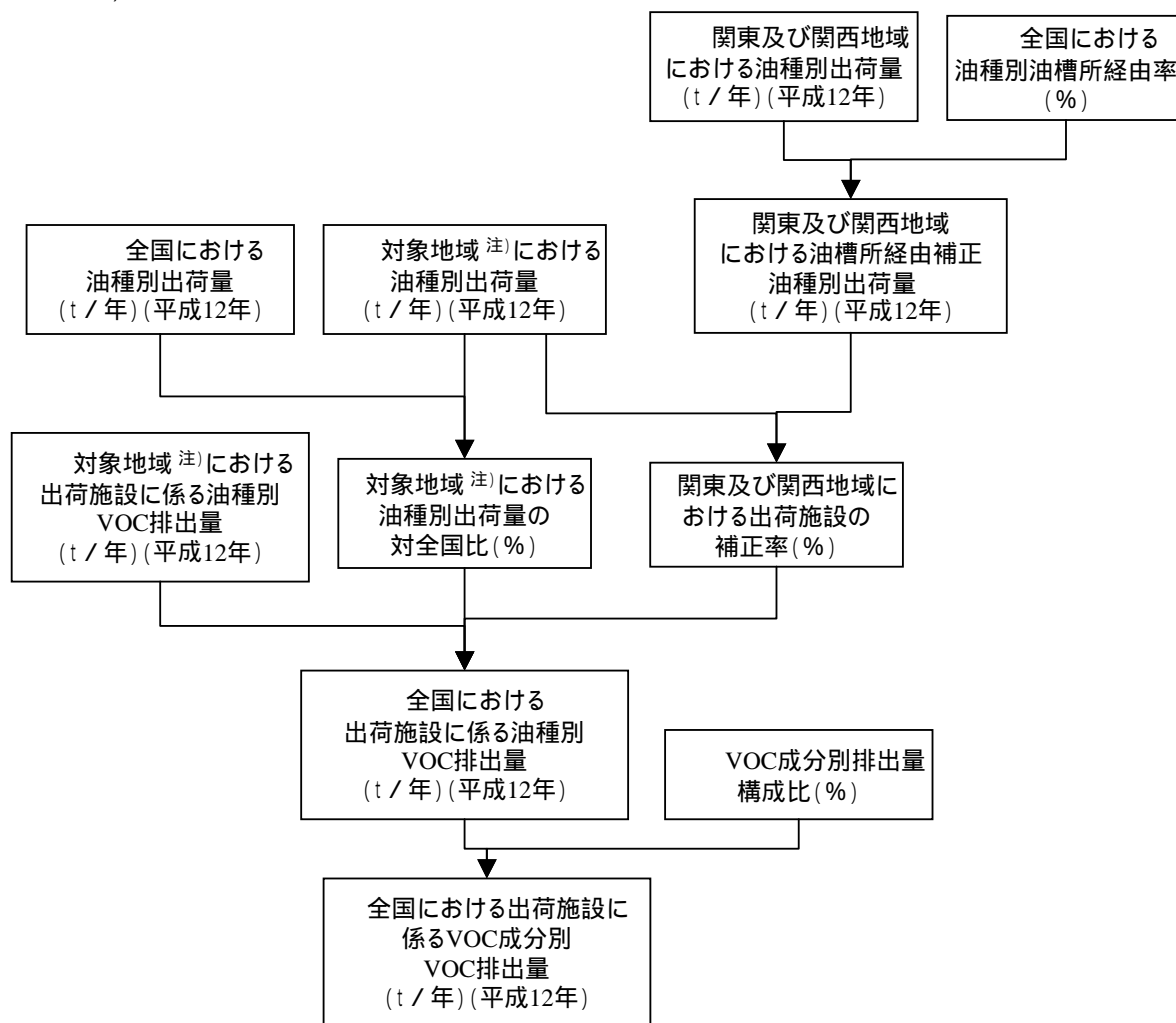 関東及び関西地域
における油種別出荷量
(t/年)(平成12年)
全国における
油種別油槽所経由率
(%)
関東及び関西地域
における油槽所経由補正
油種別出荷量
(t/年)(平成12年)
全国における
油種別出荷量
(t/年)(平成12年)
対象地域注)における
油種別出荷量
(t/年)(平成12年)
対象地域注)における
出荷施設に係る油種別
VOC排出量
(t/年)(平成12年)
対象地域注)における
油種別出荷量の
対全国比(%)
関東及び関西地域に
おける出荷施設の
補正率(%)
全国における
出荷施設に係る油種別
VOC排出量
(t/年)(平成12年)
VOC成分別排出量
構成比(%)
全国における出荷施設に
係るVOC成分別
VOC排出量
(t/年)(平成12年)